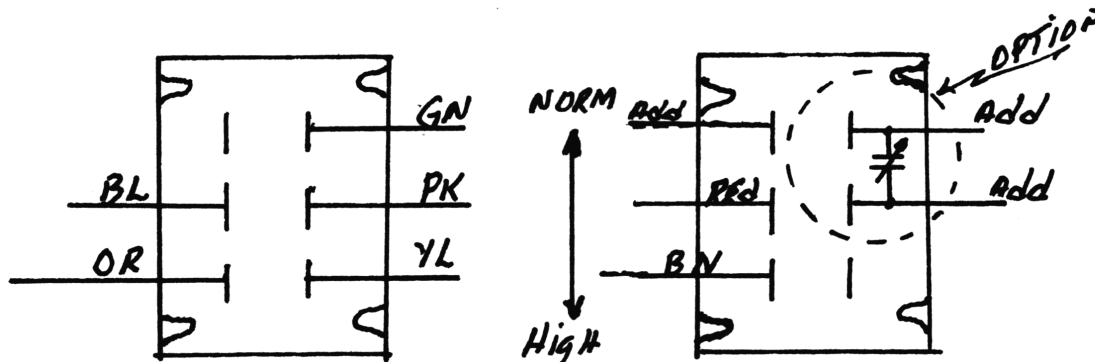 OPTION
GN
NORM
Add
Add
BL
PK
REd
Add
OR
YL
BN
HigH